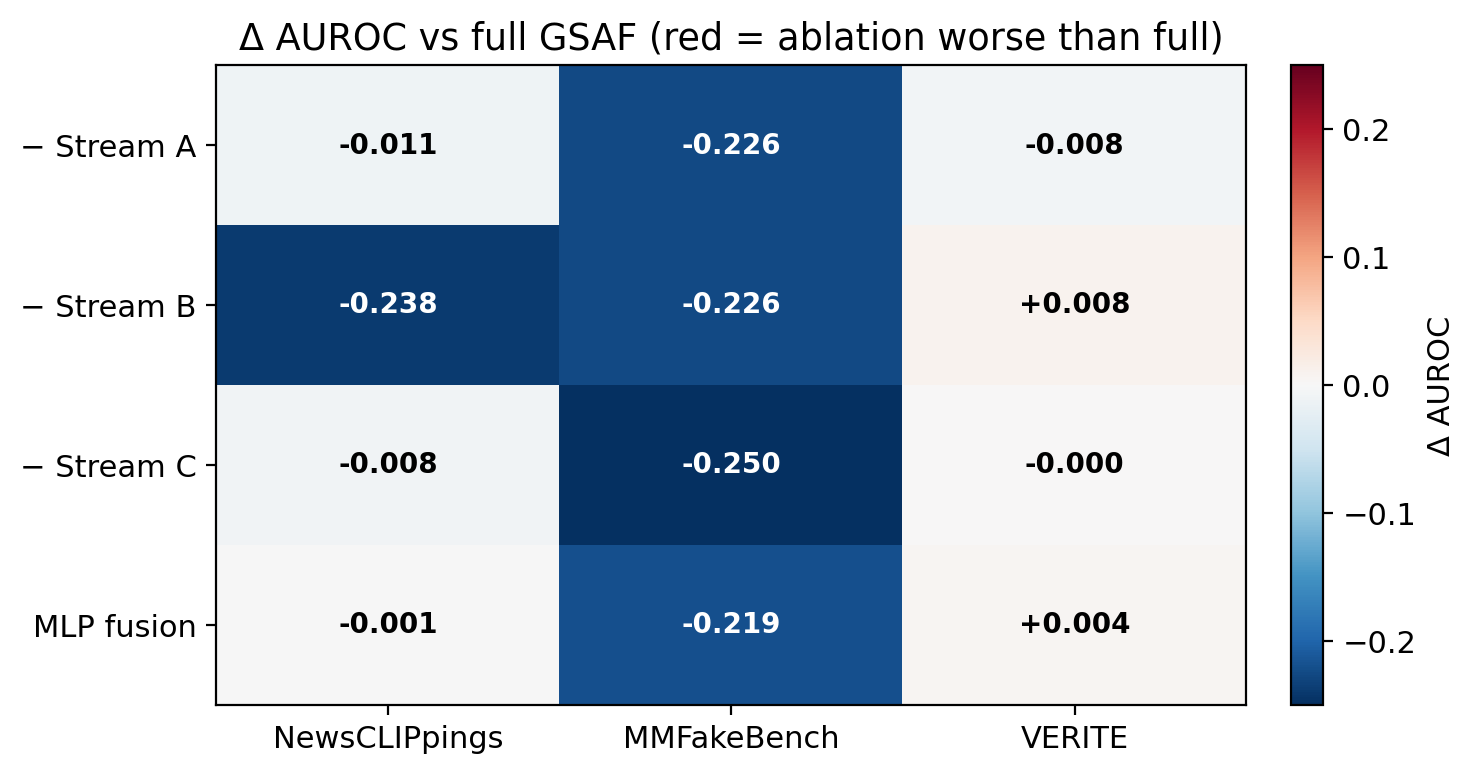 Δ AUROC vs full GSAF (red = ablation worse than full)
− Stream A -0.011 -0.226 -0.008
− Stream B -0.238 -0.226 +0.008
− Stream C -0.008 -0.250 -0.000
MLP fusion -0.001 -0.219 +0.004
NewsCLIPpings MMFakeBench VERITE
0.2
0.1
0.0
−0.1
−0.2
Δ AUROC